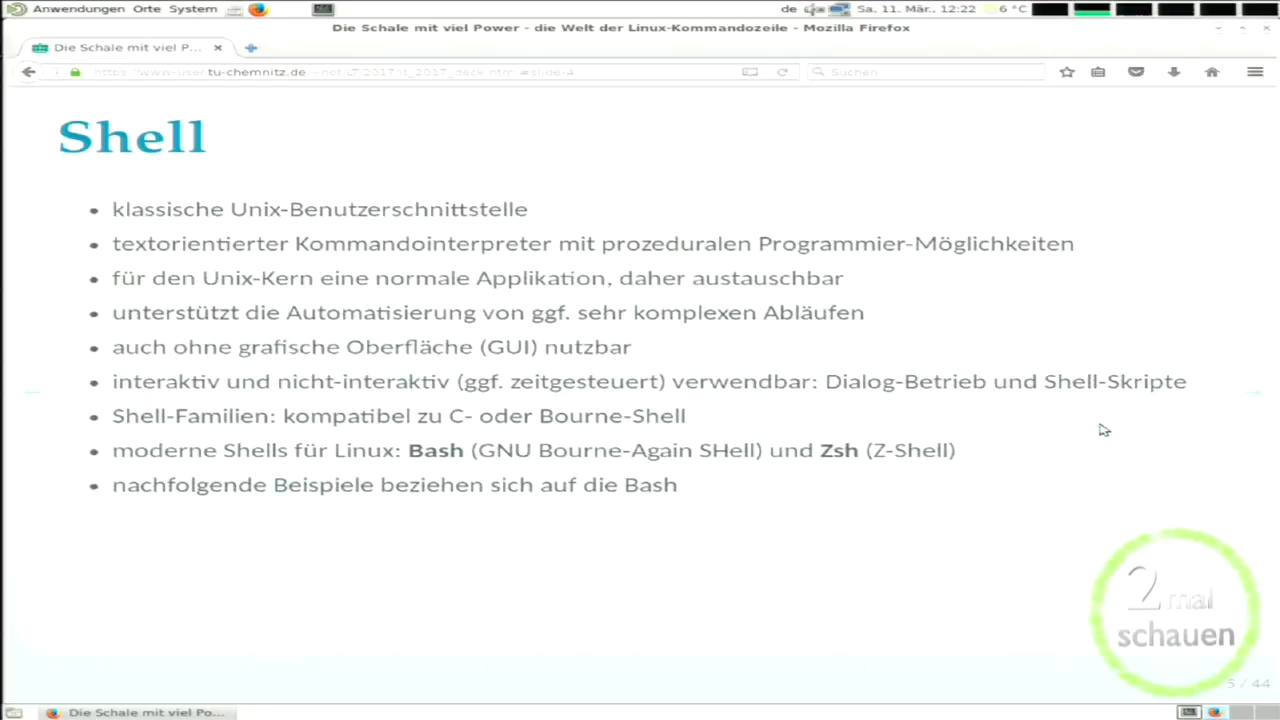 Anwendungen Orte System
de Sa. 11. Mär., 12:22 6 °C
Die Schale mit viel Power - die Welt der Linux-Kommandozeile - Mozilla Firefox
Die Schale mit viel P...
tu-chemnitz.de
Suchen
Shell
• klassische Unix-Benutzerschnittstelle
• textorientierter Kommandointerpreter mit prozeduralen Programmier-Möglichkeiten
• für den Unix-Kern eine normale Applikation, daher austauschbar
• unterstützt die Automatisierung von ggf. sehr komplexen Abläufen
• auch ohne grafische Oberfläche (GUI) nutzbar
• interaktiv und nicht-interaktiv (ggf. zeitgesteuert) verwendbar: Dialog-Betrieb und Shell-Skripte
• Shell-Familien: kompatibel zu C- oder Bourne-Shell
• moderne Shells für Linux: Bash (GNU Bourne-Again SHell) und Zsh (Z-Shell)
• nachfolgende Beispiele beziehen sich auf die Bash
2 mal
schauen
5 / 44
Die Schale mit viel Po...